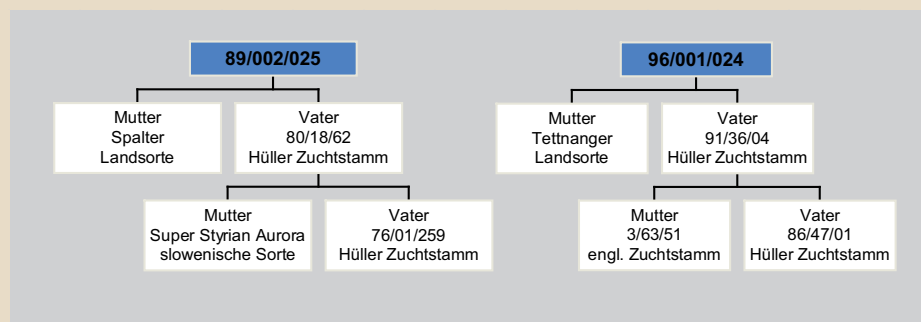 89/002/025
Mutter
Spalter
Landsorte
Vater
80/18/62
Hüller Zuchtstamm
Mutter
Super Styrian Aurora
slowenische Sorte
Vater
76/01/259
Hüller Zuchtstamm
96/001/024
Mutter
Tettnanger
Landsorte
Vater
91/36/04
Hüller Zuchtstamm
Mutter
3/63/51
engl. Zuchtstamm
Vater
86/47/01
Hüller Zuchtstamm